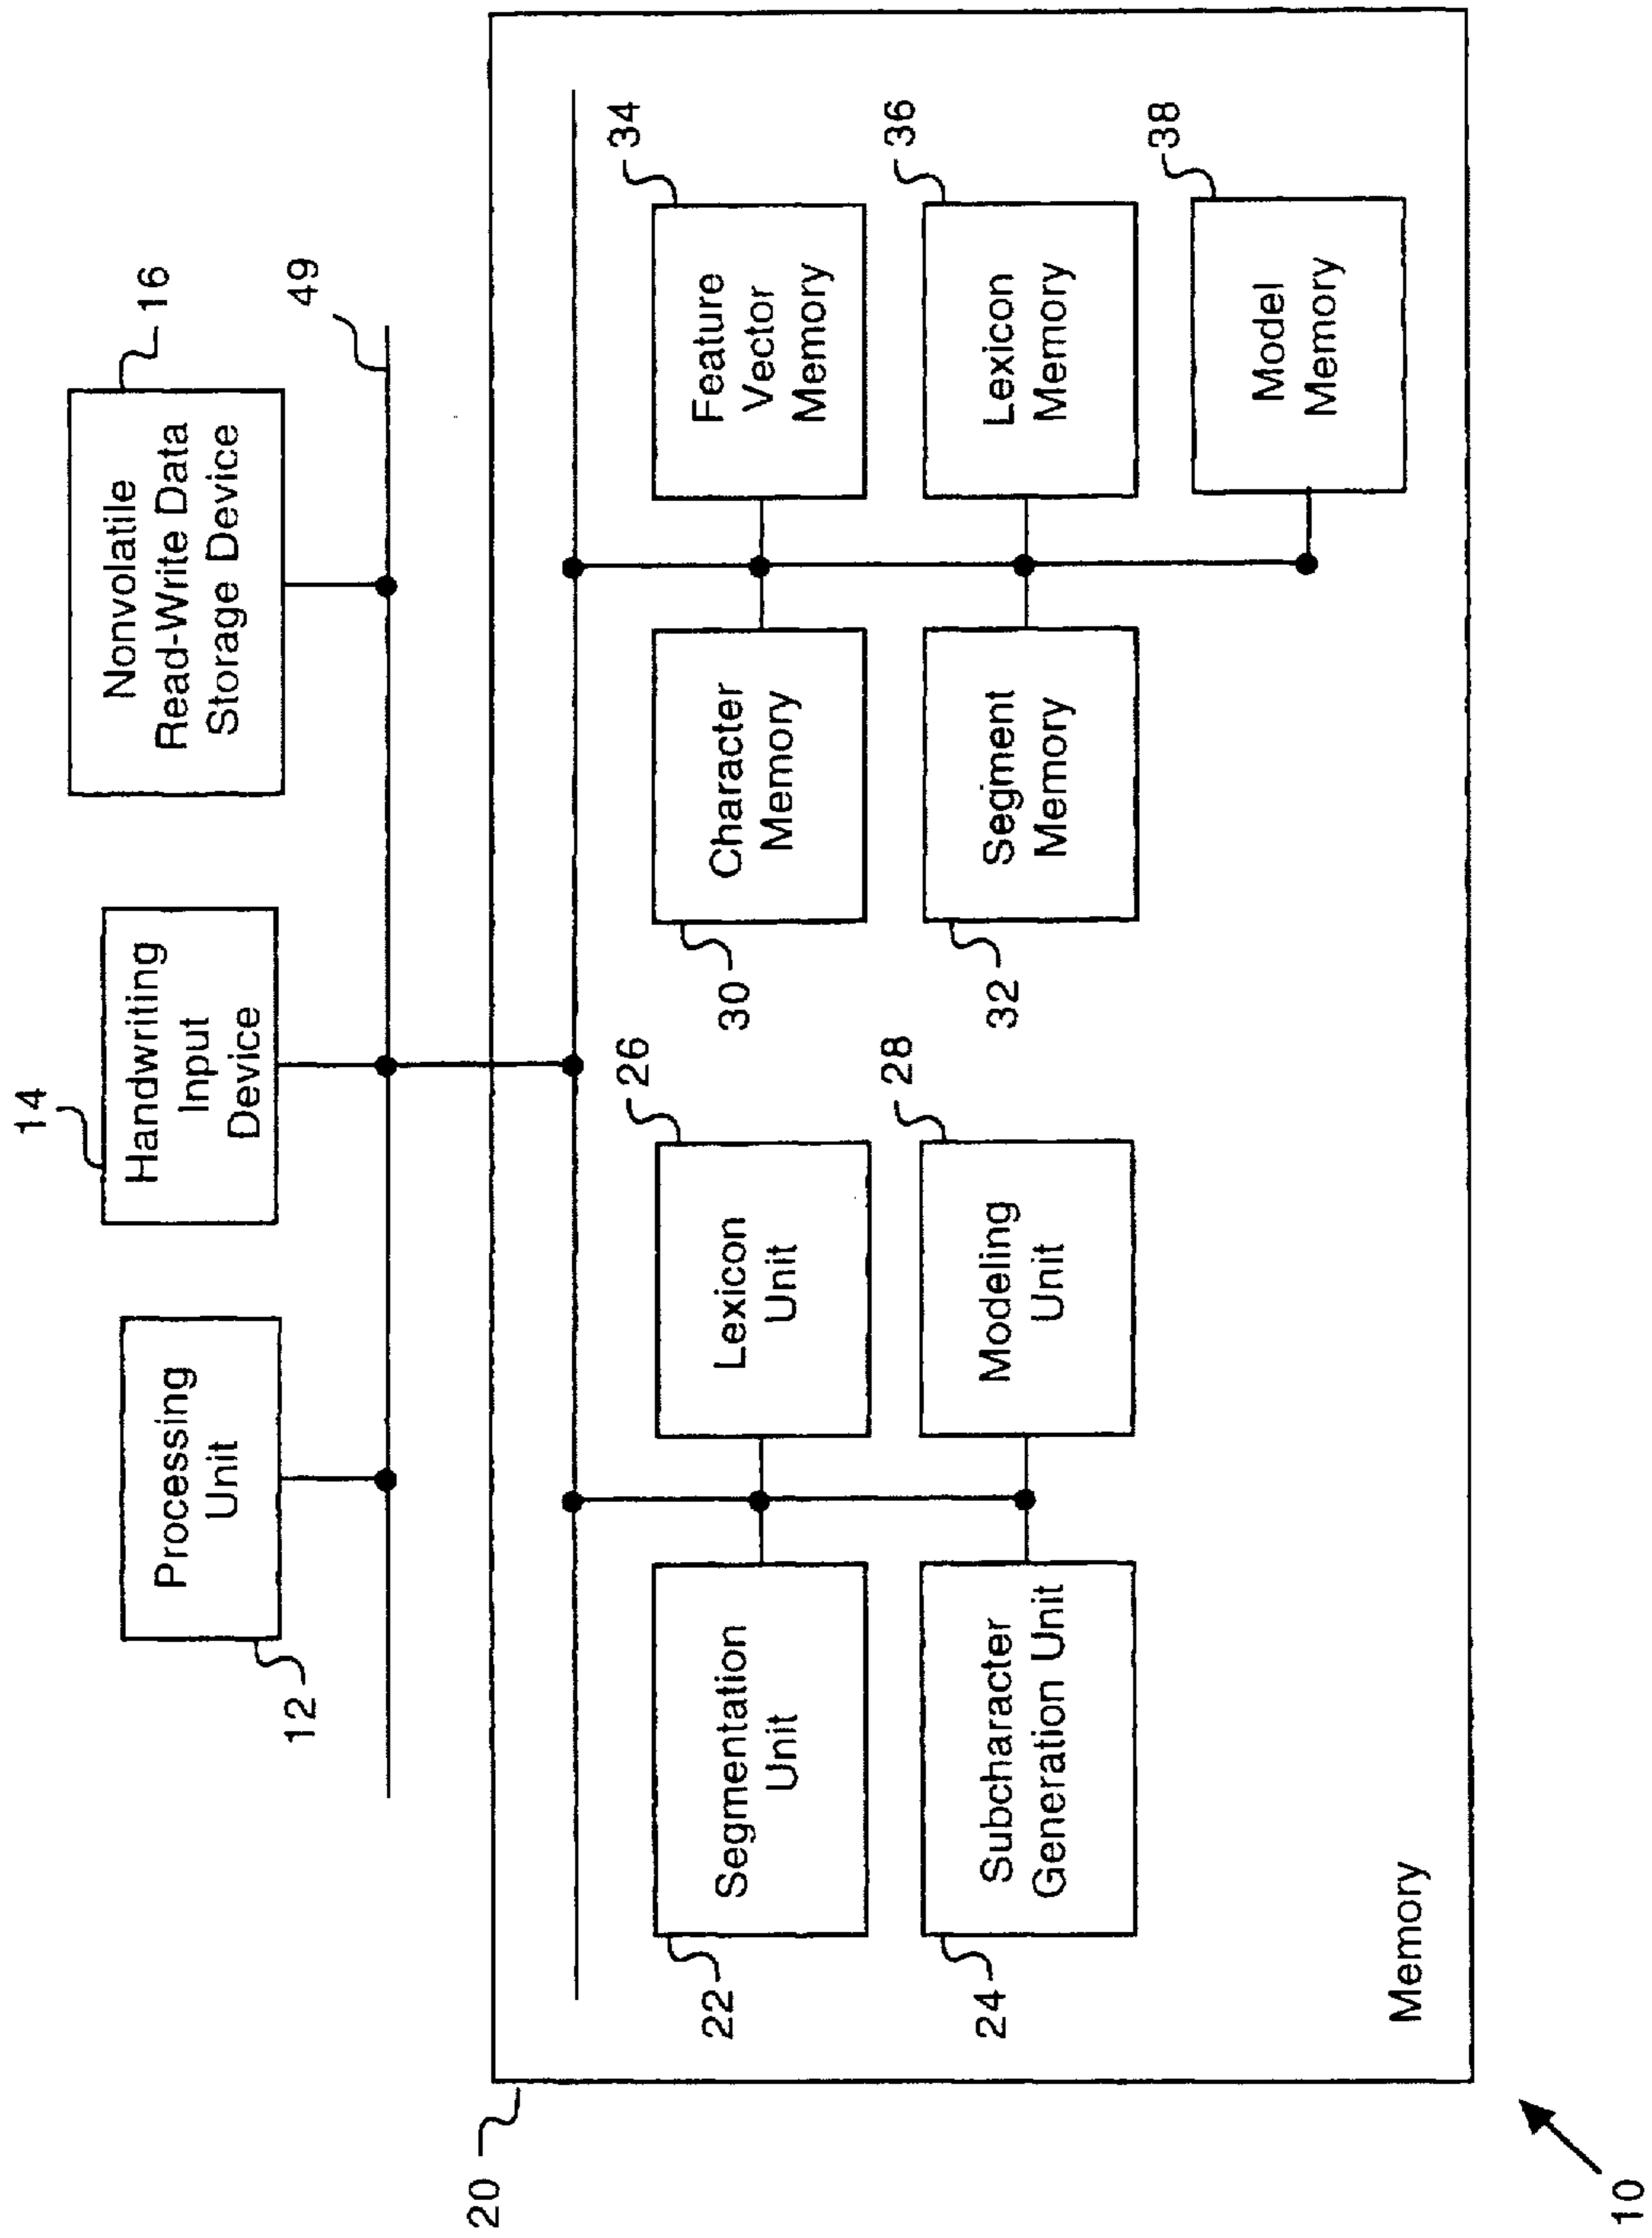 14
16
Processing
Unit
Handwriting
Input
Device
Nonvolatile
Read-Write Data
Storage Device
12
49
20
26
34
Segmentation
Unit
Lexicon
Unit
Character
Memory
Feature
Vector
Memory
22
30
28
36
Subcharacter
Generation Unit
Modeling
Unit
Segment
Memory
Lexicon
Memory
24
32
38
Model
Memory
Memory
10